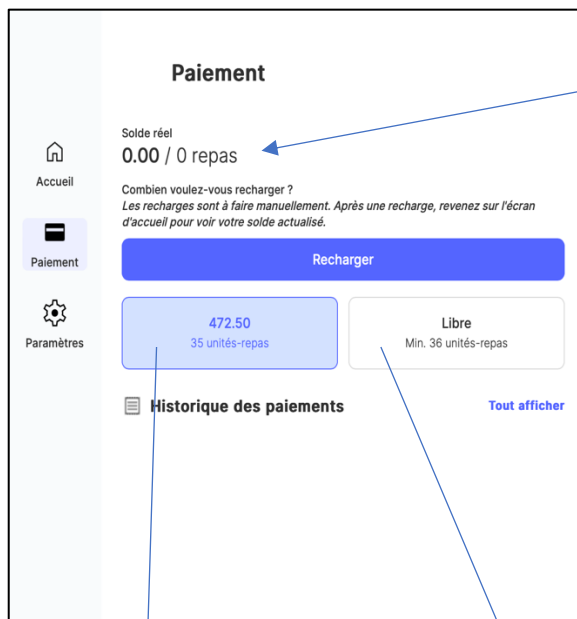 Paiement
Solde réel
0.00 / 0 repas
Accueil
Combien voulez-vous recharger ?
Les recharges sont à faire manuellement. Après une recharge, revenez sur l'écran
d'accueil pour voir votre solde actualisé.
Paiement
Recharger
Paramètres
472.50
35 unités-repas
Libre
Min. 36 unités-repas
Historique des paiements
Tout afficher